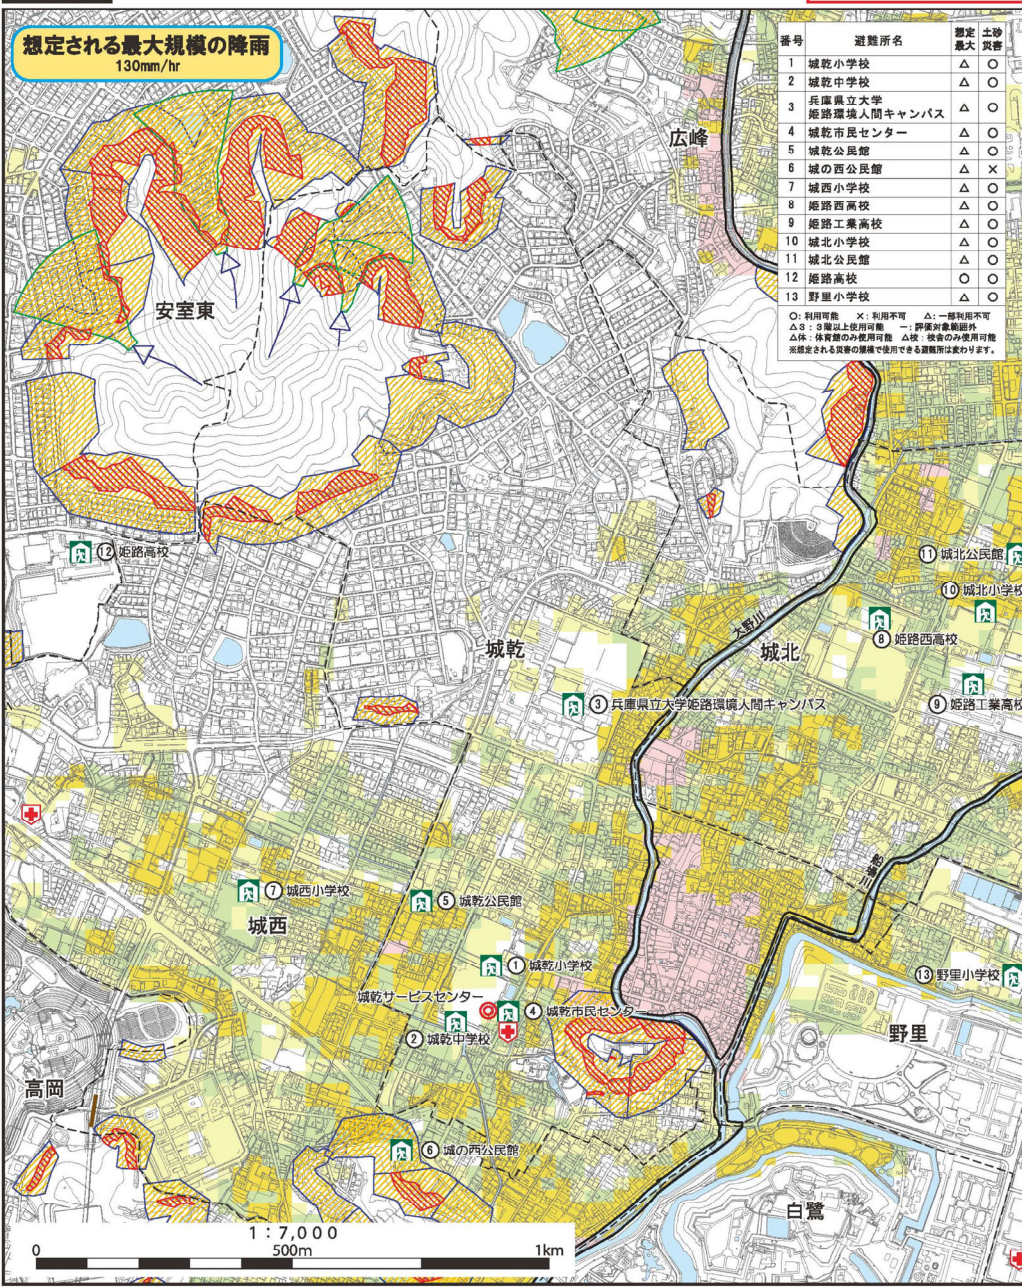 想定される最大規模の降雨
130mm/hr
番号 避難所名 想定最大 土砂災害
1 城乾小学校 △ ○
2 城乾中学校 △ ○
3 兵庫県立大学
姫路環境人間キャンパス △ ○
4 城乾市民センター △ ○
5 城乾公民館 △ ○
6 城の西公民館 △ ×
7 城西小学校 △ ○
8 姫路西高校 △ ○
9 姫路工業高校 △ ○
10 城北小学校 △ ○
11 城北公民館 △ ○
12 姫路高校 ○ ○
13 野里小学校 △ ○
○:利用可能 ×:利用不可 △:一部利用不可
△3:3階以上使用可能 ー:評価対象範囲外
△体:体育館のみ使用可能 △校:校舎のみ使用可能
※想定される災害の規模で使用できる避難所は変わります。
広峰
安室東
⑫ 姫路高校
⑪ 城北公民館
⑩ 城北小学校
大野川
⑧ 姫路西高校
城乾
城北
③ 兵庫県立大学姫路環境人間キャンパス
⑨ 姫路工業高校
⑦ 城西小学校
⑤ 城乾公民館
城西
① 城乾小学校
⑬ 野里小学校
城乾サービスセンター
④ 城乾市民センター
② 城乾中学校
野里
高岡
⑥ 城の西公民館
白鷺
1:7,000
0 500m 1km